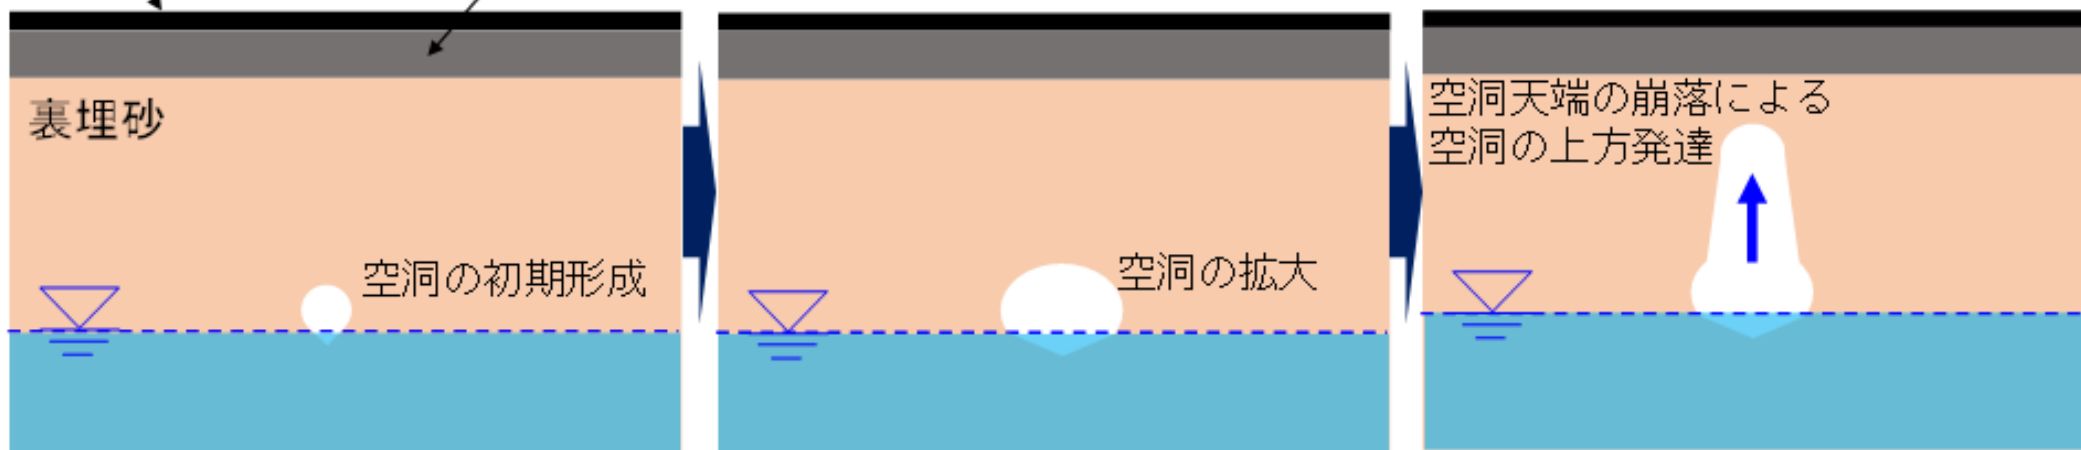 裏埋砂
空洞の初期形成
空洞の拡大
空洞天端の崩落による
空洞の上方発達